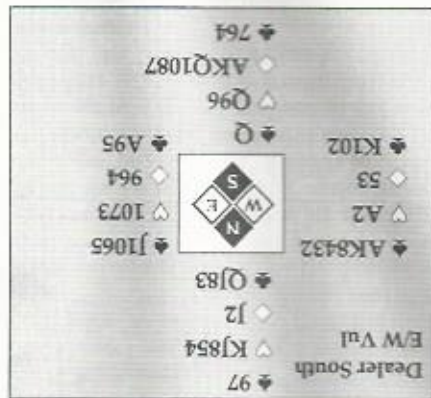 Dealer South
E/W Vul
♠ 97
♡ KJ854
♢ J2
♣ QJ83
♠ AK8432
♡ A2
♢ 53
♣ K102
N
W E
S
♠ J1065
♡ 1073
♢ 964
♣ A95
♠ Q
♡ Q96
♢ AKQ1087
♣ 764